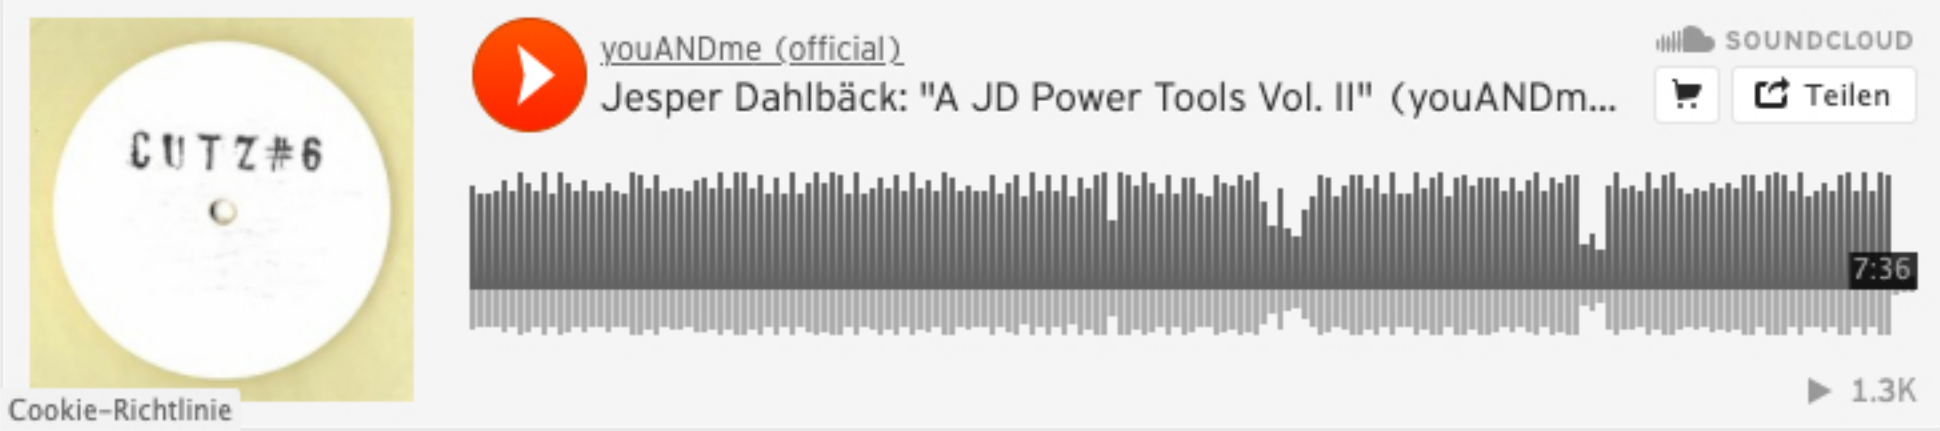 CUTZ#6
youANDme (official)
SOUNDCLOUD
Jesper Dahlbäck: "A JD Power Tools Vol. II" (youANDm...
Teilen
7:36
1.3K
Cookie-Richtlinie